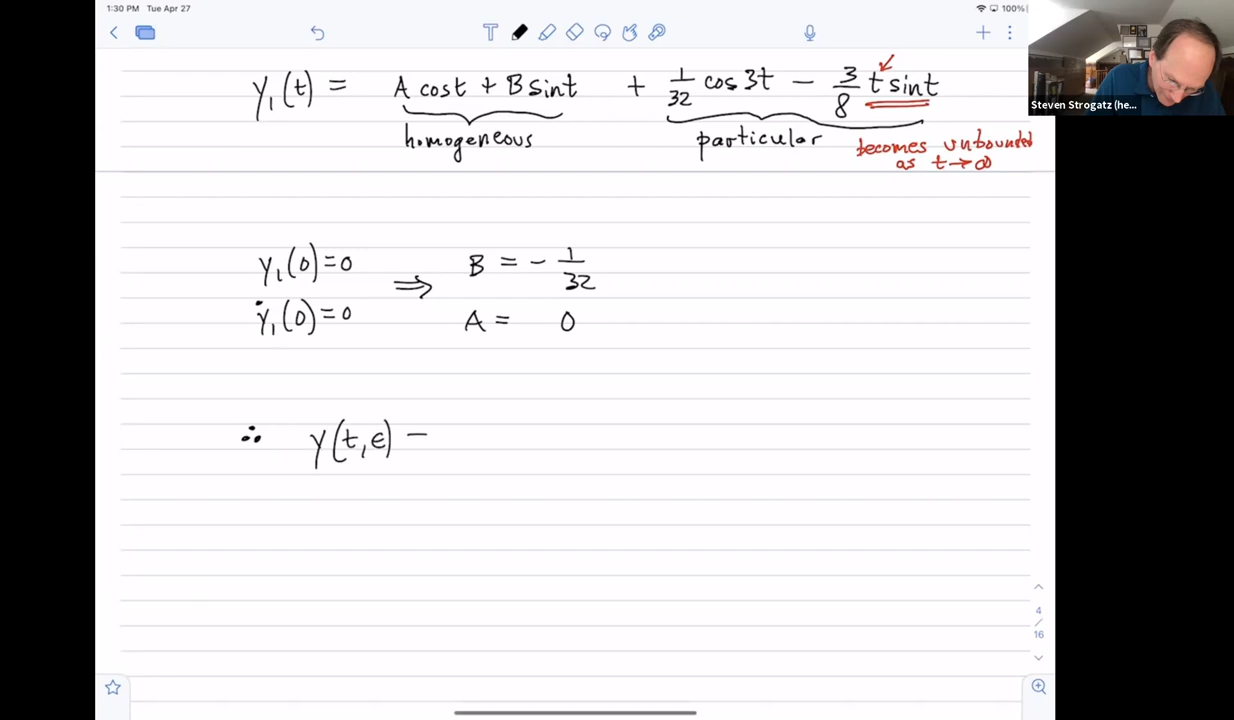 1:30 PM Tue Apr 27
100%
y₁(t) = A cos t + B sin t + 1/32 cos 3t − 3/8 t sin t
homogeneous particular
becomes unbounded
as t → ∞
Steven Strogatz (he...
y₁(0) = 0 ⇒ B = − 1/32
ẏ₁(0) = 0 A = 0
∴ y(t, ϵ) −
4
/
16